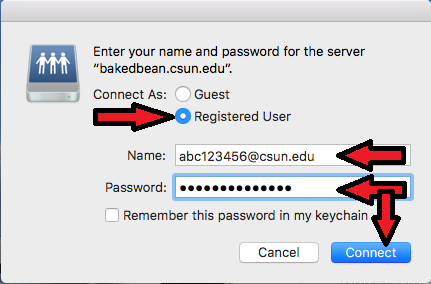 Enter your name and password for the server
“bakedbean.csun.edu”.
Connect As: Guest
Registered User
Name: abc123456@csun.edu
Password: ••••••••••••••
Remember this password in my keychain
Cancel Connect